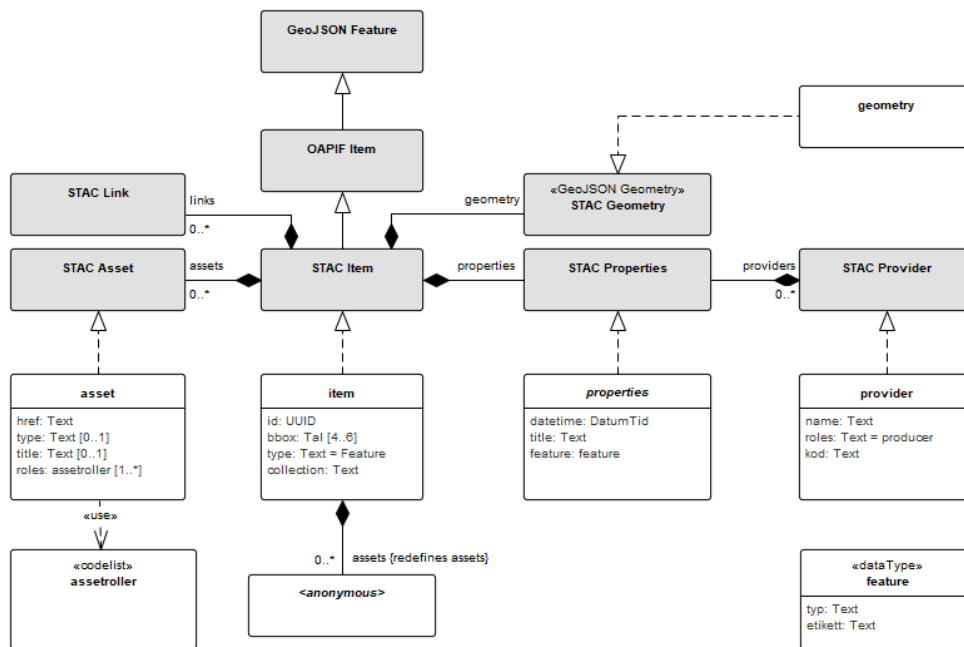 GeoJSON Feature
geometry
OAPIF Item
STAC Link
links
0..*
geometry
«GeoJSON Geometry»
STAC Geometry
STAC Asset
assets
0..*
STAC Item
properties
STAC Properties
providers
0..*
STAC Provider
asset
href: Text
type: Text [0..1]
title: Text [0..1]
roles: assetroller [1..*]
item
id: UUID
bbox: Tal [4..6]
type: Text = Feature
collection: Text
properties
datetime: DatumTid
title: Text
feature: feature
provider
name: Text
roles: Text = producer
kod: Text
«use»
«codelist»
assetroller
0..*
assets {redefines assets}
<anonymous>
«dataType»
feature
typ: Text
etikett: Text